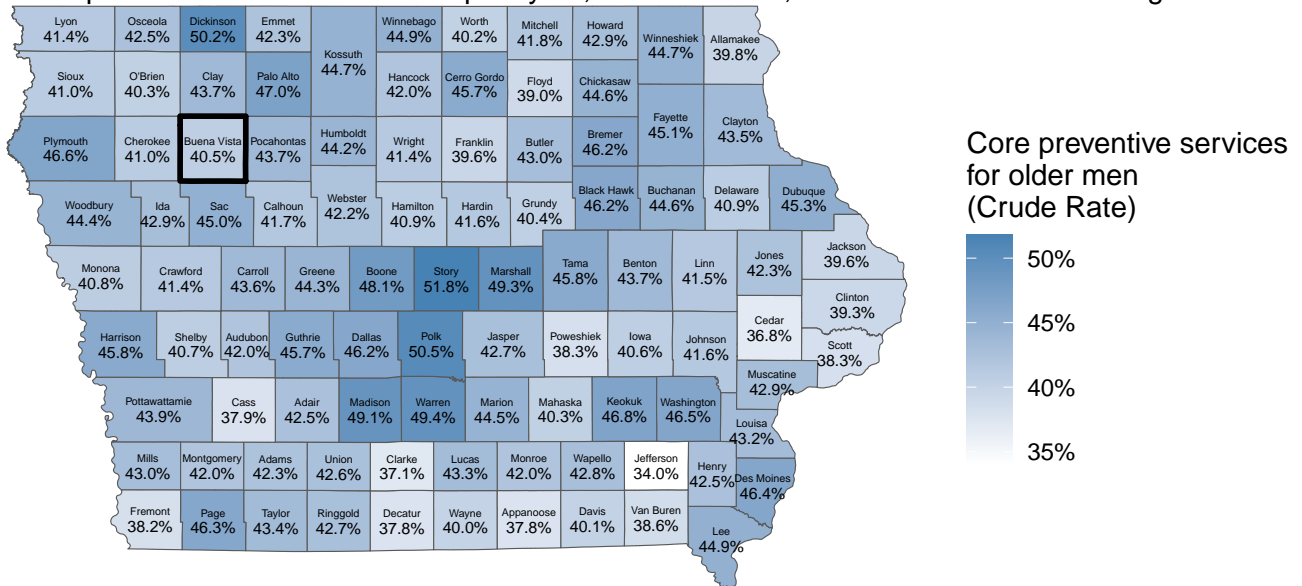 Lyon
41.4%
Osceola
42.5%
Dickinson
50.2%
Emmet
42.3%
Kossuth
44.7%
Winnebago
44.9%
Worth
40.2%
Mitchell
41.8%
Howard
42.9%
Winneshiek
44.7%
Allamakee
39.8%
Sioux
41.0%
O'Brien
40.3%
Clay
43.7%
Palo Alto
47.0%
Hancock
42.0%
Cerro Gordo
45.7%
Floyd
39.0%
Chickasaw
44.6%
Fayette
45.1%
Clayton
43.5%
Plymouth
46.6%
Cherokee
41.0%
Buena Vista
40.5%
Pocahontas
43.7%
Humboldt
44.2%
Wright
41.4%
Franklin
39.6%
Butler
43.0%
Bremer
46.2%
Woodbury
44.4%
Ida
42.9%
Sac
45.0%
Calhoun
41.7%
Webster
42.2%
Hamilton
40.9%
Hardin
41.6%
Grundy
40.4%
Black Hawk
46.2%
Buchanan
44.6%
Delaware
40.9%
Dubuque
45.3%
Monona
40.8%
Crawford
41.4%
Carroll
43.6%
Greene
44.3%
Boone
48.1%
Story
51.8%
Marshall
49.3%
Tama
45.8%
Benton
43.7%
Linn
41.5%
Jones
42.3%
Jackson
39.6%
Clinton
39.3%
Harrison
45.8%
Shelby
40.7%
Audubon
42.0%
Guthrie
45.7%
Dallas
46.2%
Polk
50.5%
Jasper
42.7%
Poweshiek
38.3%
Iowa
40.6%
Johnson
41.6%
Cedar
36.8%
Scott
38.3%
Muscatine
42.9%
Pottawattamie
43.9%
Cass
37.9%
Adair
42.5%
Madison
49.1%
Warren
49.4%
Marion
44.5%
Mahaska
40.3%
Keokuk
46.8%
Washington
46.5%
Louisa
43.2%
Mills
43.0%
Montgomery
42.0%
Adams
42.3%
Union
42.6%
Clarke
37.1%
Lucas
43.3%
Monroe
42.0%
Wapello
42.8%
Jefferson
34.0%
Henry
42.5%
Des Moines
46.4%
Fremont
38.2%
Page
46.3%
Taylor
43.4%
Ringgold
42.7%
Decatur
37.8%
Wayne
40.0%
Appanoose
37.8%
Davis
40.1%
Van Buren
38.6%
Lee
44.9%
Core preventive services
for older men
(Crude Rate)
50%
45%
40%
35%